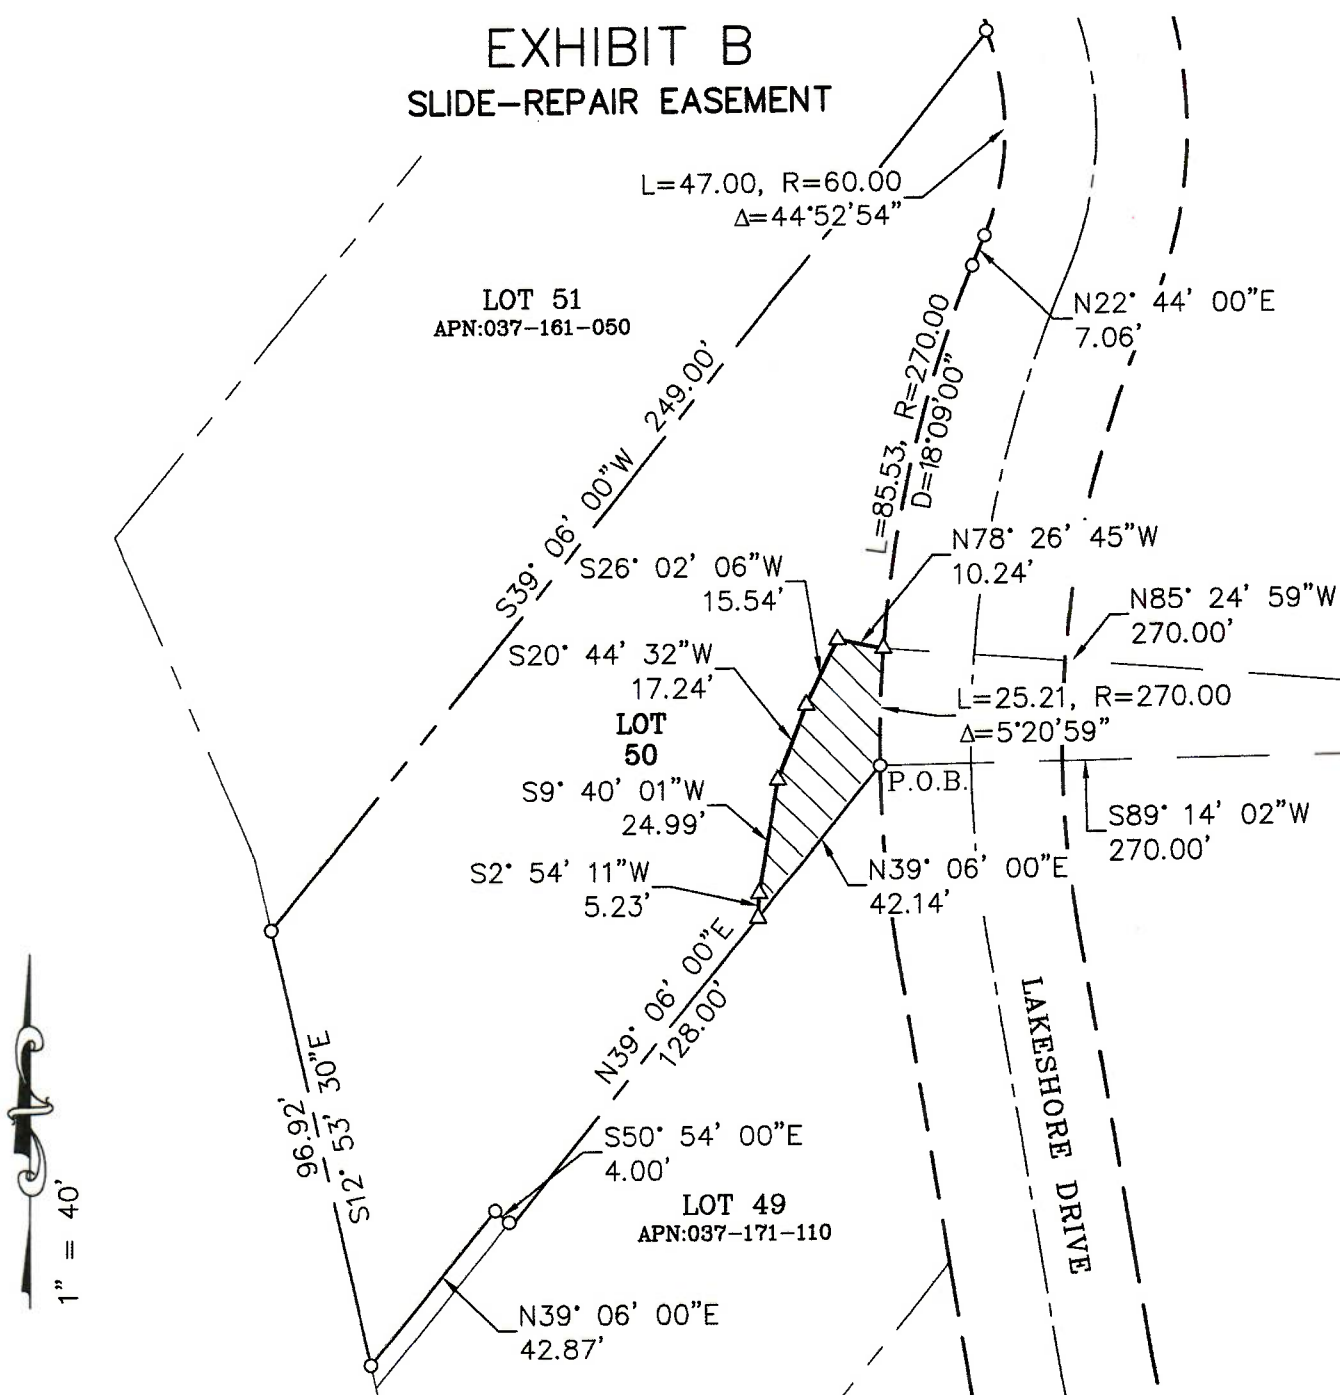 EXHIBIT B
SLIDE-REPAIR EASEMENT
L=47.00, R=60.00
Δ=44°52'54"
LOT 51
APN:037-161-050
N22° 44' 00"E
7.06'
L=85.53, R=270.00
D=18°09'00"
S39° 06' 00"W 249.00'
N78° 26' 45"W
10.24'
S26° 02' 06"W
15.54'
N85° 24' 59"W
270.00'
S20° 44' 32"W
17.24'
L=25.21, R=270.00
Δ=5°20'59"
LOT
50
P.O.B.
S9° 40' 01"W
24.99'
S89° 14' 02"W
270.00'
S2° 54' 11"W
5.23'
N39° 06' 00"E
42.14'
N39° 06' 00"E
128.00'
LAKESHORE DRIVE
96.92'
S12° 53' 30"E
S50° 54' 00"E
4.00'
LOT 49
APN:037-171-110
1" = 40'
N39° 06' 00"E
42.87'